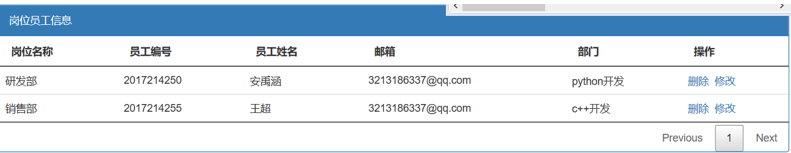 岗位员工信息
岗位名称 员工编号 员工姓名 邮箱 部门 操作
研发部 2017214250 安禹涵 3213186337@qq.com python开发 删除 修改
销售部 2017214255 王超 3213186337@qq.com c++开发 删除 修改
Previous 1 Next